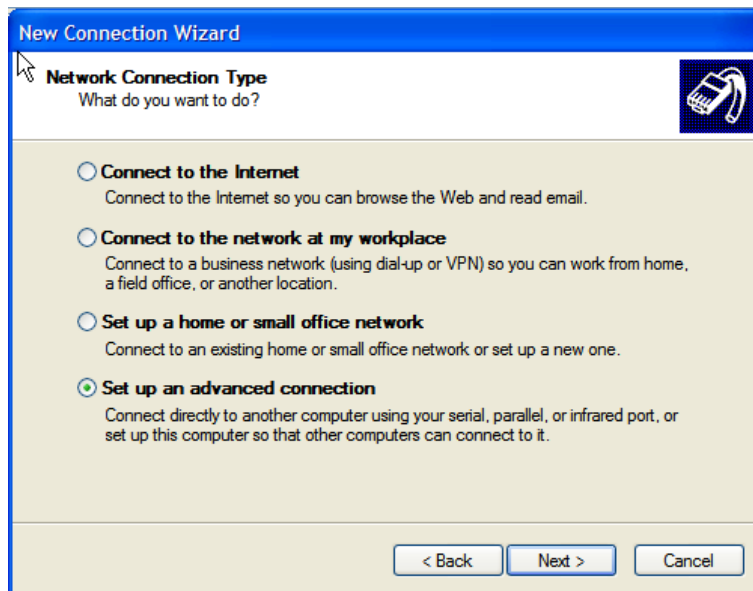 New Connection Wizard
Network Connection Type
What do you want to do?
Connect to the Internet
Connect to the Internet so you can browse the Web and read email.
Connect to the network at my workplace
Connect to a business network (using dial-up or VPN) so you can work from home,
a field office, or another location.
Set up a home or small office network
Connect to an existing home or small office network or set up a new one.
Set up an advanced connection
Connect directly to another computer using your serial, parallel, or infrared port, or
set up this computer so that other computers can connect to it.
< Back Next > Cancel